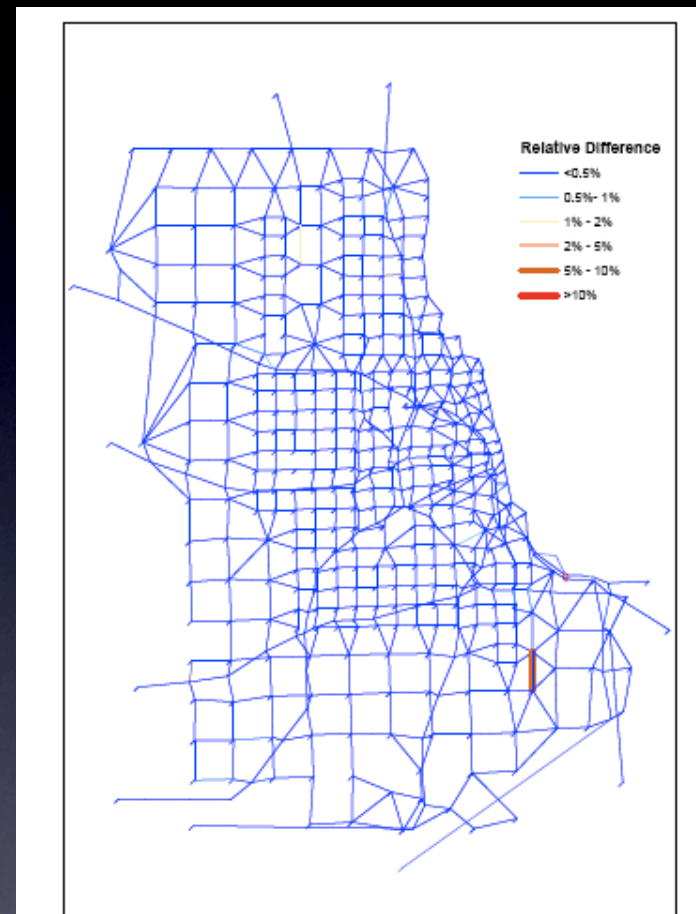 Relative Difference
<0.5%
0.5%- 1%
1% - 2%
2% - 5%
5% - 10%
>10%